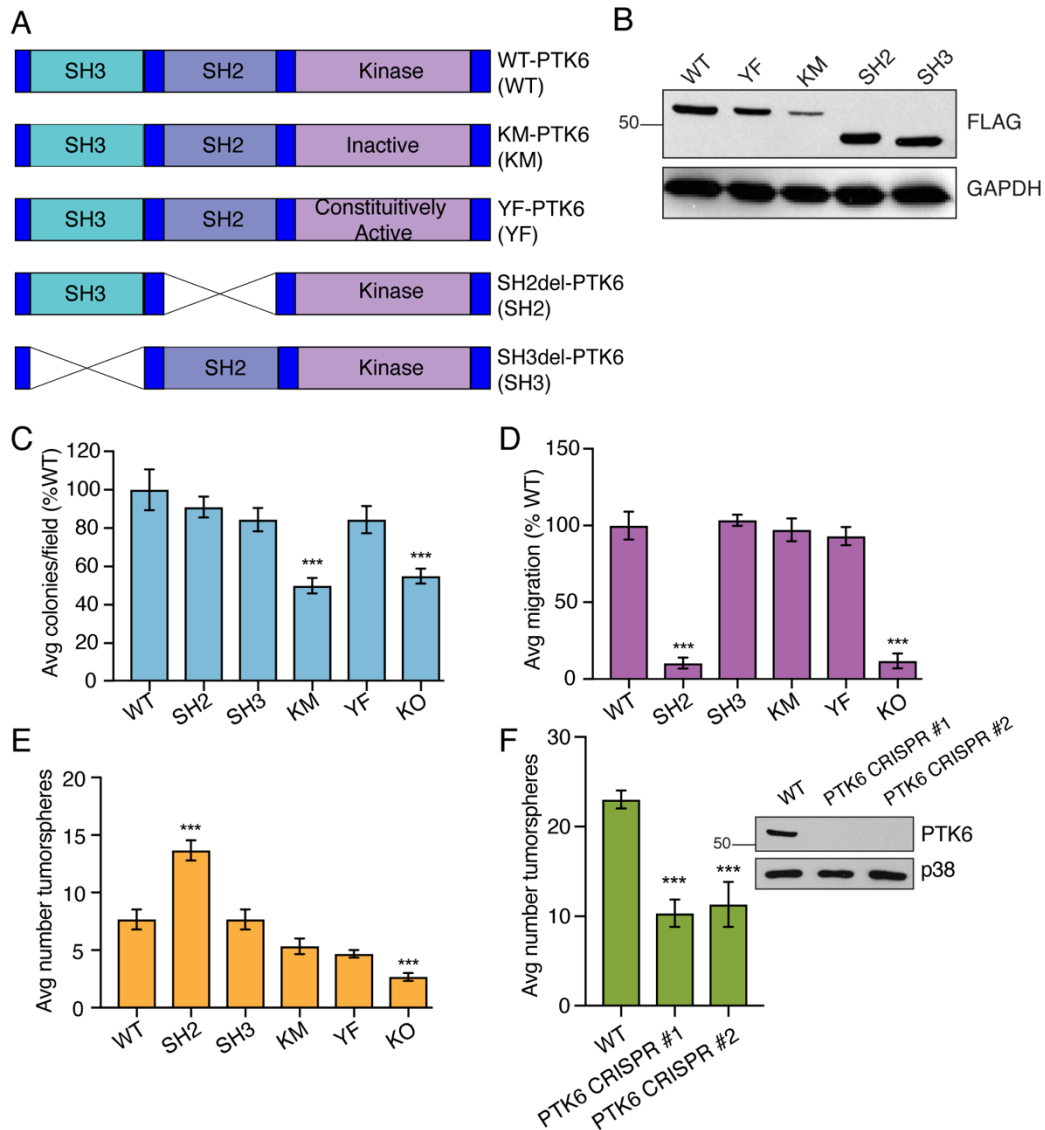 A
SH3 SH2 Kinase WT-PTK6
(WT)
SH3 SH2 Inactive KM-PTK6
(KM)
SH3 SH2 Constituitively
Active YF-PTK6
(YF)
SH3 Kinase SH2del-PTK6
(SH2)
SH2 Kinase SH3del-PTK6
(SH3)
B
WT YF KM SH2 SH3
50
FLAG
GAPDH
C
Avg colonies/field (%WT)
120
100
80
60
40
20
0
*** ***
WT SH2 SH3 KM YF KO
D
Avg migration (% WT)
150
100
50
0
*** ***
WT SH2 SH3 KM YF KO
E
Avg number tumorspheres
20
15
10
5
0
*** ***
WT SH2 SH3 KM YF KO
F
Avg number tumorspheres
30
20
10
0
*** ***
WT PTK6 CRISPR #1 PTK6 CRISPR #2
WT PTK6 CRISPR #1 PTK6 CRISPR #2
50
PTK6
p38